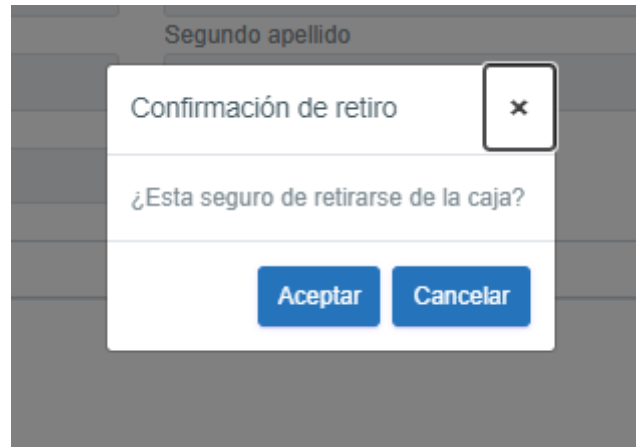 Segundo apellido
Confirmación de retiro
×
¿Esta seguro de retirarse de la caja?
Aceptar Cancelar